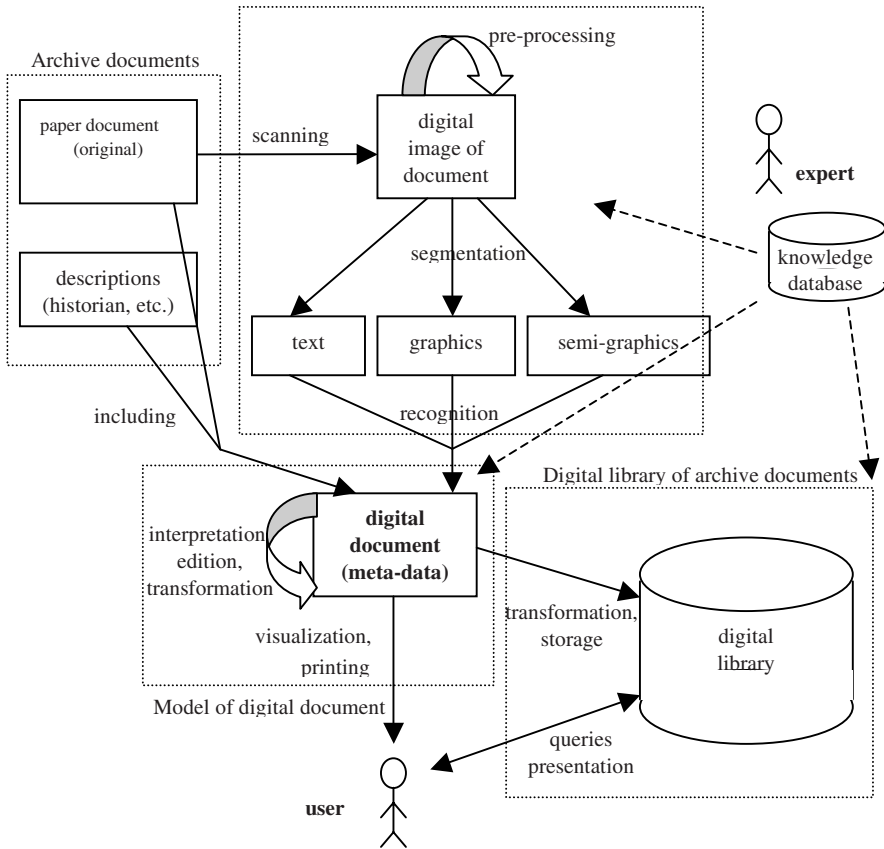 pre-processing
Archive documents
paper document
(original)
scanning
digital
image of
document
expert
descriptions
(historian, etc.)
segmentation
knowledge
database
text
graphics
semi-graphics
including
recognition
Digital library of archive documents
interpretation
edition,
transformation
digital
document
(meta-data)
transformation,
storage
digital
library
visualization,
printing
Model of digital document
queries
presentation
user